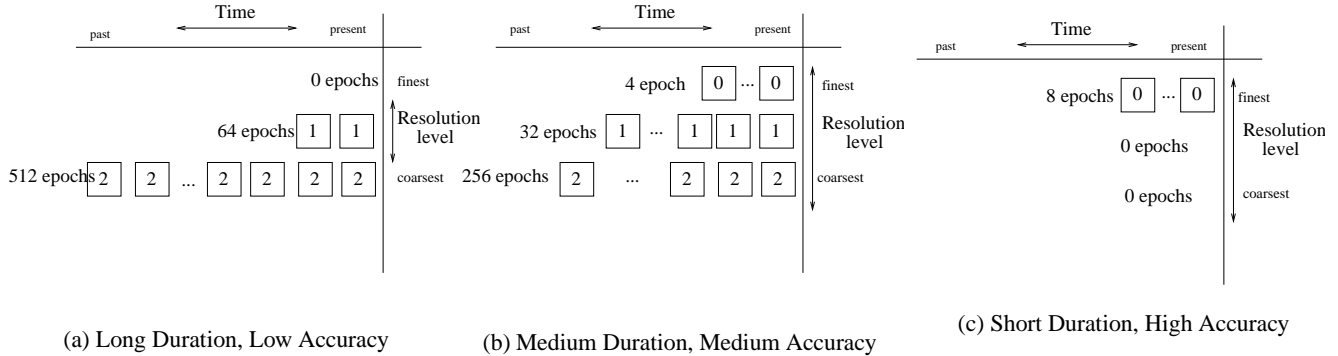 Time
past present
0 epochs finest
64 epochs 1 1 Resolution
level
512 epochs 2 2 ... 2 2 2 2 coarsest
(a) Long Duration, Low Accuracy
Time
past present
4 epoch 0 ... 0 finest
32 epochs 1 ... 1 1 1 Resolution
level
256 epochs 2 ... 2 2 2 coarsest
(b) Medium Duration, Medium Accuracy
Time
past present
8 epochs 0 ... 0 finest
0 epochs Resolution
level
0 epochs coarsest
(c) Short Duration, High Accuracy